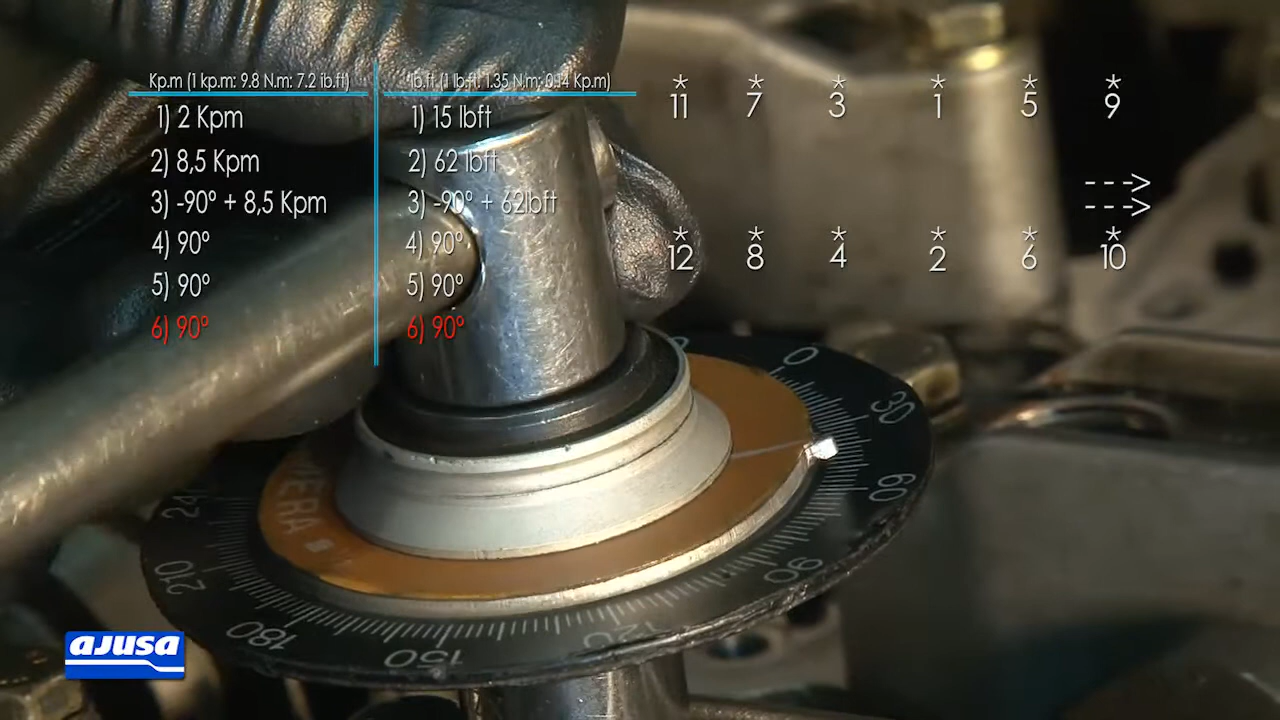 Kp.m (1 kp.m: 9.8 N.m: 7.2 lb.ft)
1) 2 Kpm
2) 8,5 Kpm
3) -90º + 8,5 Kpm
4) 90º
5) 90º
6) 90º
lb.ft (1 lb.ft: 1.35 N.m: 0.14 Kp.m)
1) 15 lbft
2) 62 lbft
3) -90º + 62lbft
4) 90º
5) 90º
6) 90º
* * * * * *
11 7 3 1 5 9
--->
--->
* * * * * *
12 8 4 2 6 10
0
30
60
90
120
150
180
210
24
ajusa